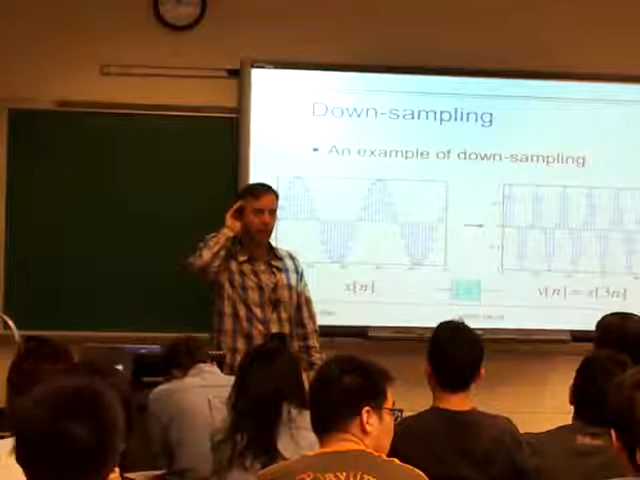 Down-sampling
An example of down-sampling
x[n]
v[n] = x[3n]